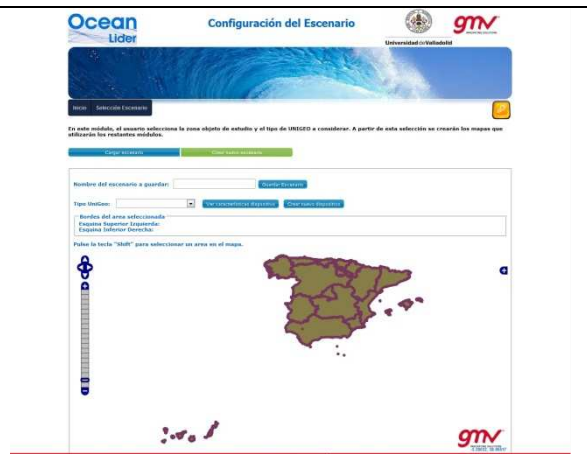 Ocean
Lider
Configuración del Escenario
Universidad de Valladolid
gmv
Inicio Selección Escenario
En este módulo, el usuario selecciona la zona objeto de estudio y el tipo de UNIGEO a considerar. A partir de esta selección se crearán los mapas que
utilizarán los restantes módulos.
Cargar escenario Crear nuevo escenario
Nombre del escenario a guardar: Guardar Escenario
Tipo UniGeo: Ver características dispositivo Crear nuevo dispositivo
Bordes del area seleccionada
Esquina Superior Izquierda:
Esquina Inferior Derecha:
Pulse la tecla "Shift" para seleccionar un area en el mapa.
gmv